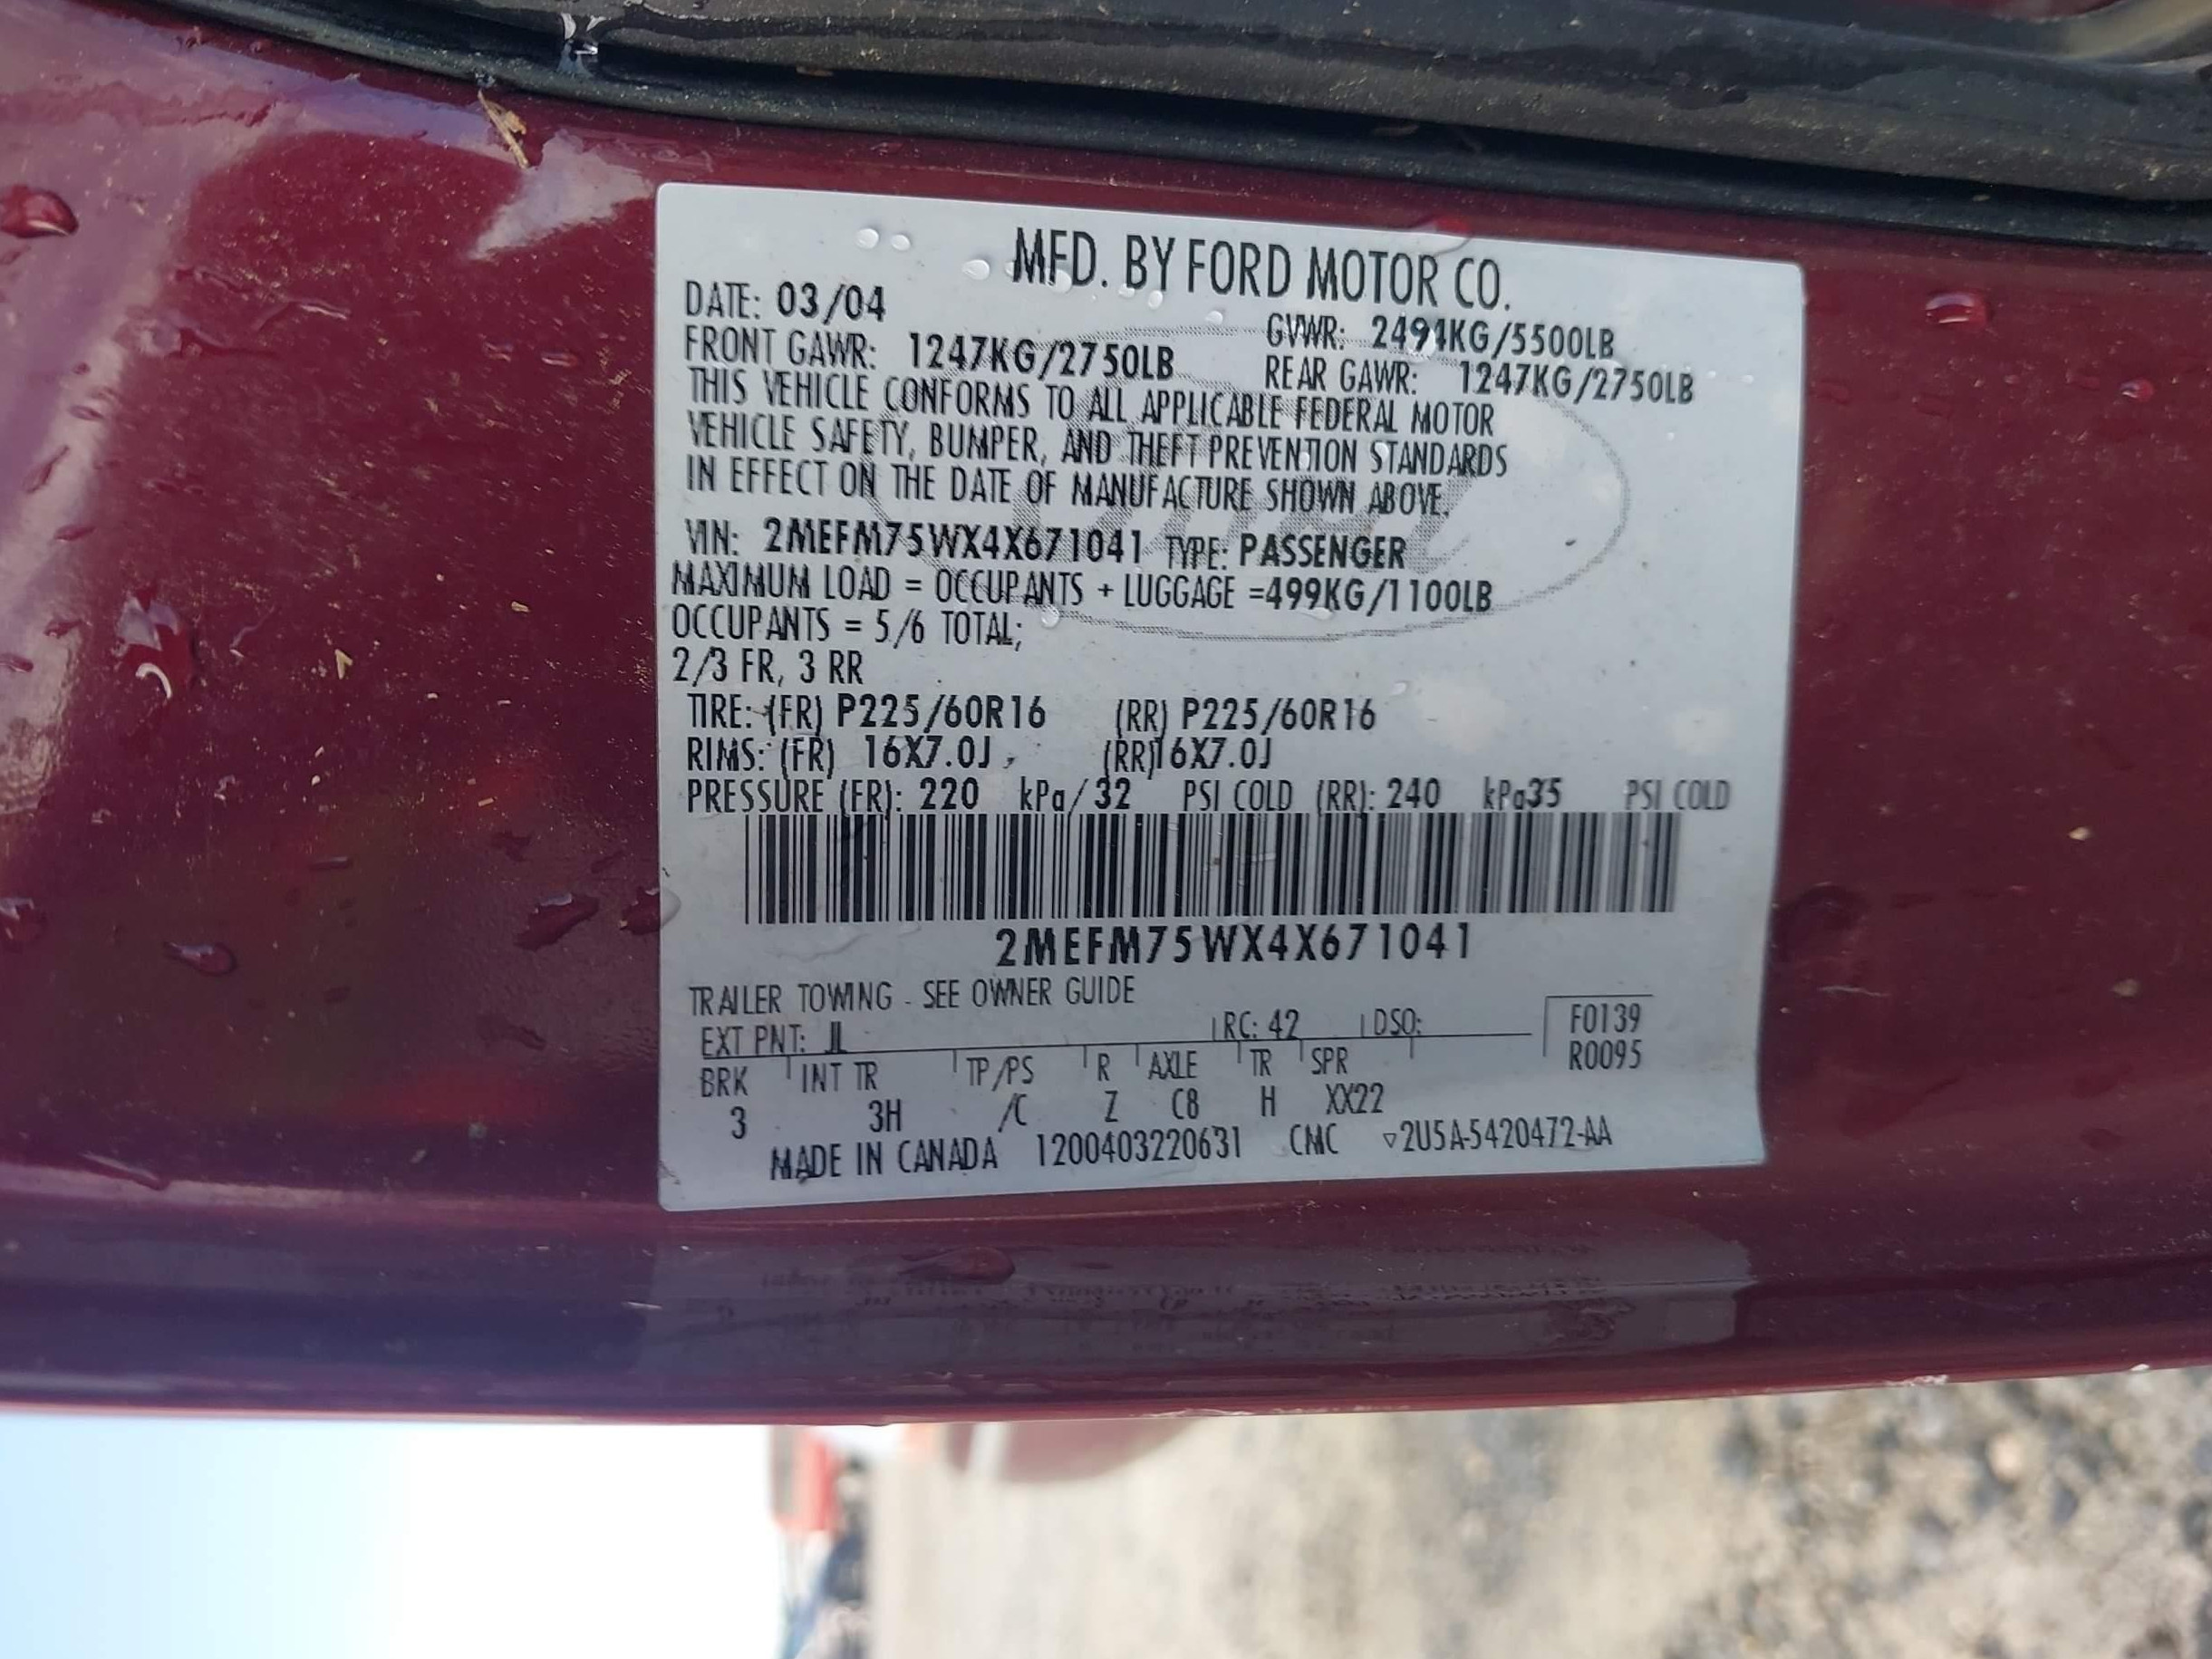 MFD. BY FORD MOTOR CO.
DATE: 03/04
GVWR: 2494KG/5500LB
FRONT GAWR: 1247KG/2750LB REAR GAWR: 1247KG/2750LB
THIS VEHICLE CONFORMS TO ALL APPLICABLE FEDERAL MOTOR
VEHICLE SAFETY, BUMPER, AND THEFT PREVENTION STANDARDS
IN EFFECT ON THE DATE OF MANUFACTURE SHOWN ABOVE.
VIN: 2MEFM75WX4X671041 TYPE: PASSENGER
MAXIMUM LOAD = OCCUPANTS + LUGGAGE =499KG/1100LB
OCCUPANTS = 5/6 TOTAL;
2/3 FR, 3 RR
TIRE: (FR) P225/60R16 (RR) P225/60R16
RIMS: (FR) 16X7.0J (RR)16X7.0J
PRESSURE (FR): 220 kPa/ 32 PSI COLD (RR): 240 kPa35 PSI COLD
2MEFM75WX4X671041
TRAILER TOWING - SEE OWNER GUIDE
EXT PNT: JL RC: 42 DSO: F0139
R0095
BRK INT TR TP/PS R AXLE TR SPR
3 3H /C Z C8 H XX22
MADE IN CANADA 1200403220631 CMC ▽2U5A-5420472-AA